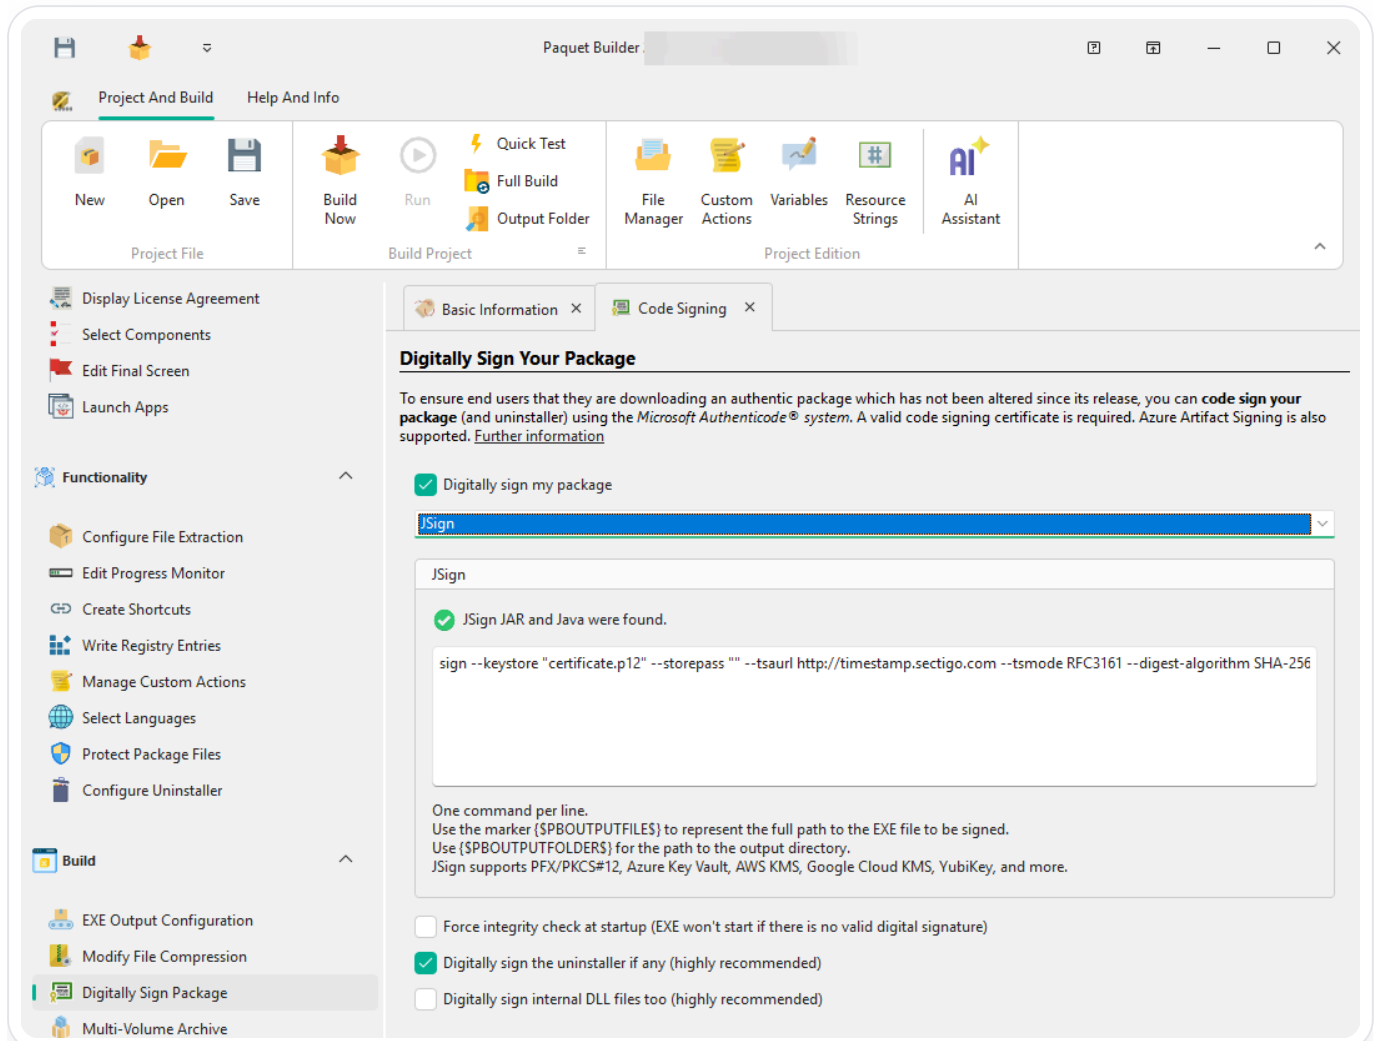 Paquet Builder
Project And Build
Help And Info
New
Open
Save
Project File
Build Now
Run
Quick Test
Full Build
Output Folder
Build Project
File Manager
Custom Actions
Variables
Resource Strings
AI
AI Assistant
Project Edition
Display License Agreement
Select Components
Edit Final Screen
Launch Apps
Functionality
Configure File Extraction
Edit Progress Monitor
Create Shortcuts
Write Registry Entries
Manage Custom Actions
Select Languages
Protect Package Files
Configure Uninstaller
Build
EXE Output Configuration
Modify File Compression
Digitally Sign Package
Multi-Volume Archive
Basic Information
Code Signing
Digitally Sign Your Package
To ensure end users that they are downloading an authentic package which has not been altered since its release, you can code sign your
package (and uninstaller) using the Microsoft Authenticode® system. A valid code signing certificate is required. Azure Artifact Signing is also
supported. Further information
Digitally sign my package
JSign
JSign
JSign JAR and Java were found.
sign --keystore "certificate.p12" --storepass "" --tsaurl http://timestamp.sectigo.com --tsmode RFC3161 --digest-algorithm SHA-256
One command per line.
Use the marker {$PBOUTPUTFILE$} to represent the full path to the EXE file to be signed.
Use {$PBOUTPUTFOLDER$} for the path to the output directory.
JSign supports PFX/PKCS#12, Azure Key Vault, AWS KMS, Google Cloud KMS, YubiKey, and more.
Force integrity check at startup (EXE won't start if there is no valid digital signature)
Digitally sign the uninstaller if any (highly recommended)
Digitally sign internal DLL files too (highly recommended)